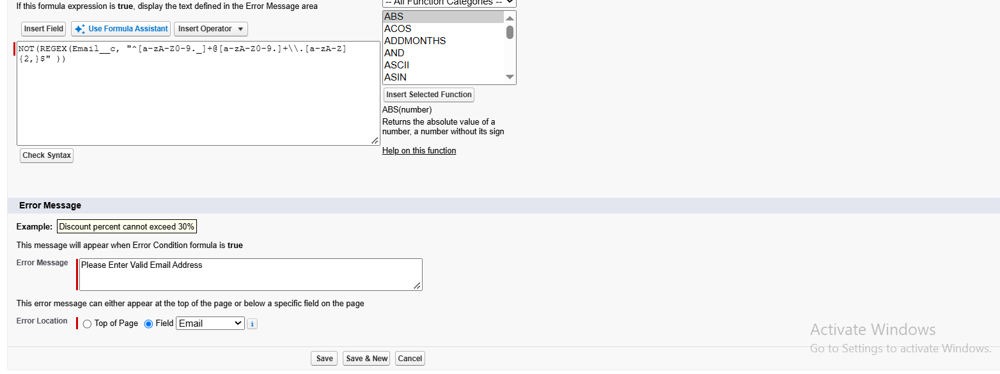 If this formula expression is true, display the text defined in the Error Message area
-- All Function Categories --
Insert Field
Use Formula Assistant
Insert Operator
NOT(REGEX(Email__c, "^[a-zA-Z0-9._]+@[a-zA-Z0-9.]+\\.[a-zA-Z]
{2,}$" ))
ABS
ACOS
ADDMONTHS
AND
ASCII
ASIN
Insert Selected Function
ABS(number)
Returns the absolute value of a
number, a number without its sign
Help on this function
Check Syntax
Error Message
Example: Discount percent cannot exceed 30%
This message will appear when Error Condition formula is true
Error Message
Please Enter Valid Email Address
This error message can either appear at the top of the page or below a specific field on the page
Error Location
Top of Page
Field
Email
i
Save
Save & New
Cancel
Activate Windows
Go to Settings to activate Windows.